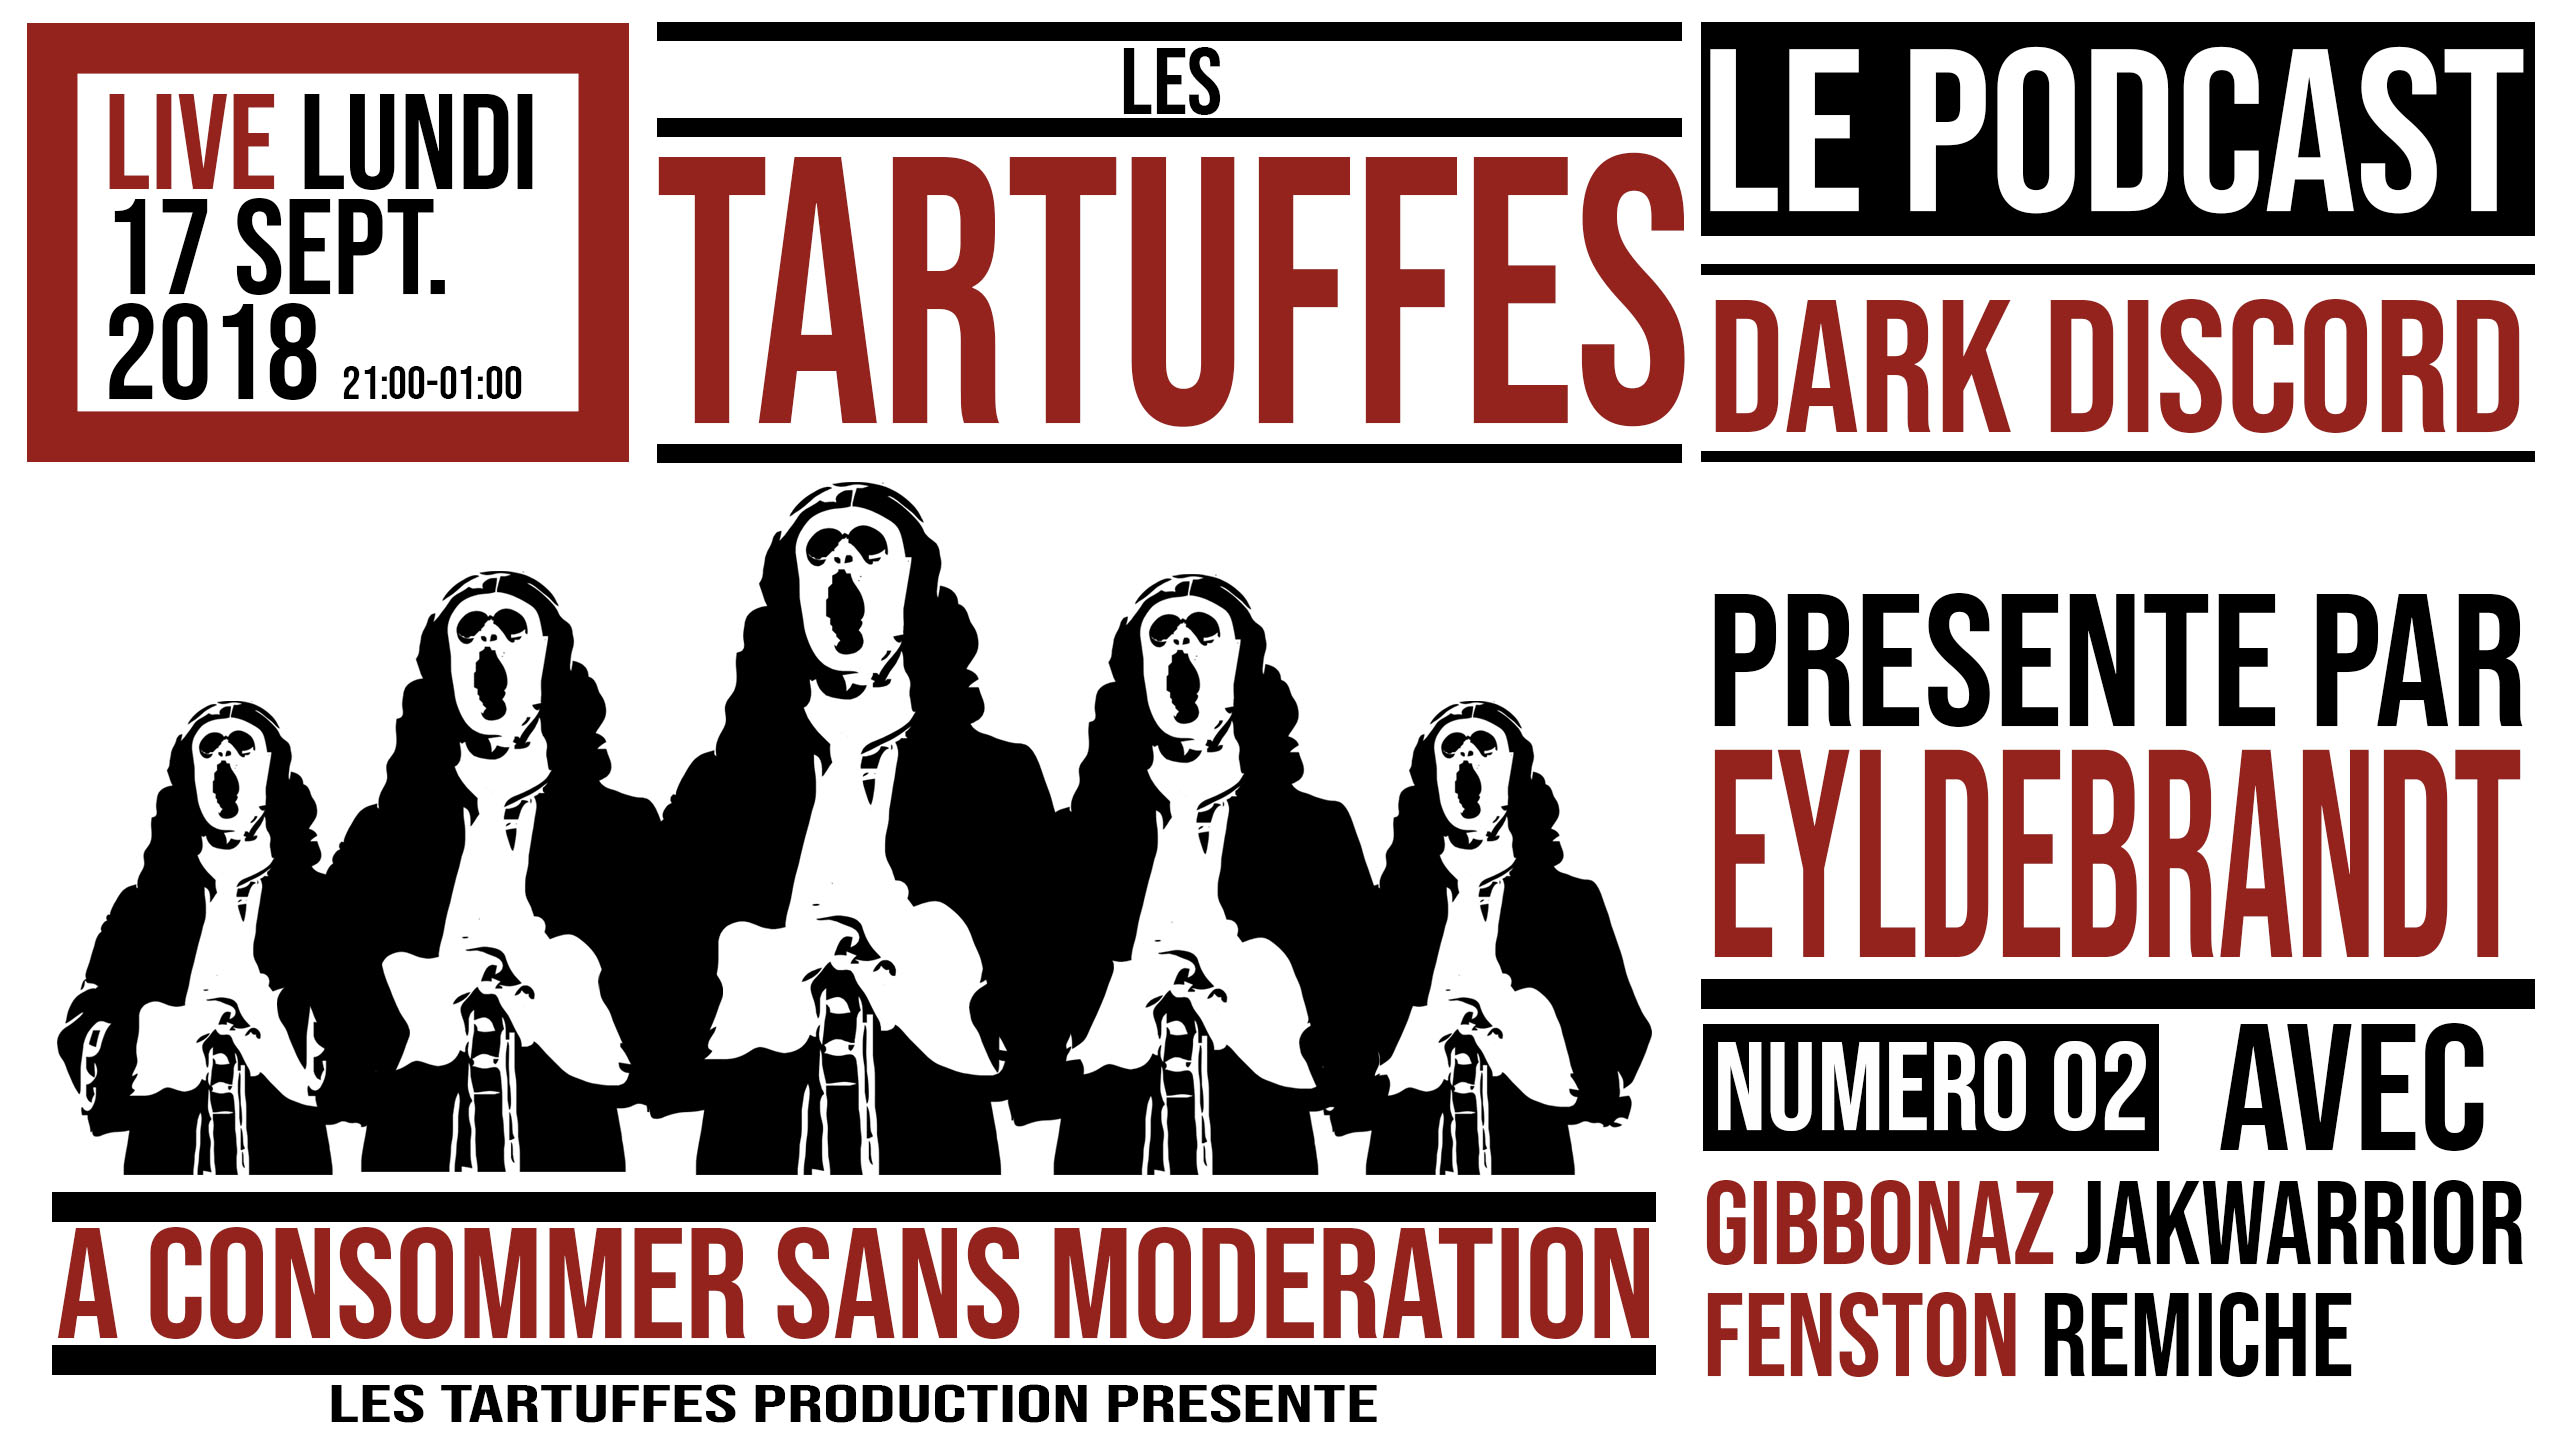 LIVE LUNDI
17 SEPT.
2018 21:00-01:00
LES
TARTUFFES
LE PODCAST
DARK DISCORD
PRESENTE PAR
EYLDEBRANDT
NUMERO 02 AVEC
GIBBONAZ JAKWARRIOR
FENSTON REMICHE
A CONSOMMER SANS MODERATION
LES TARTUFFES PRODUCTION PRESENTE